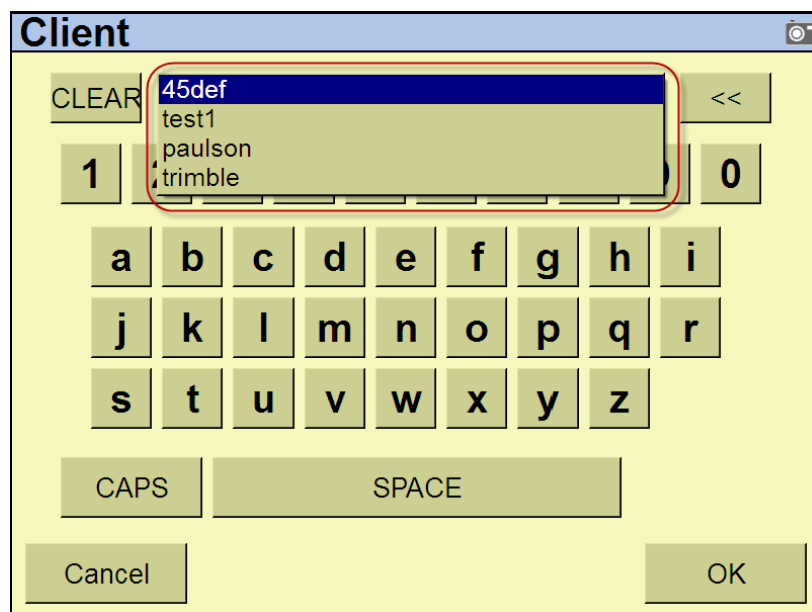 Client
CLEAR
45def
<<
test1
paulson
trimble
1 0
a b c d e f g h i
j k l m n o p q r
s t u v w x y z
CAPS SPACE
Cancel OK